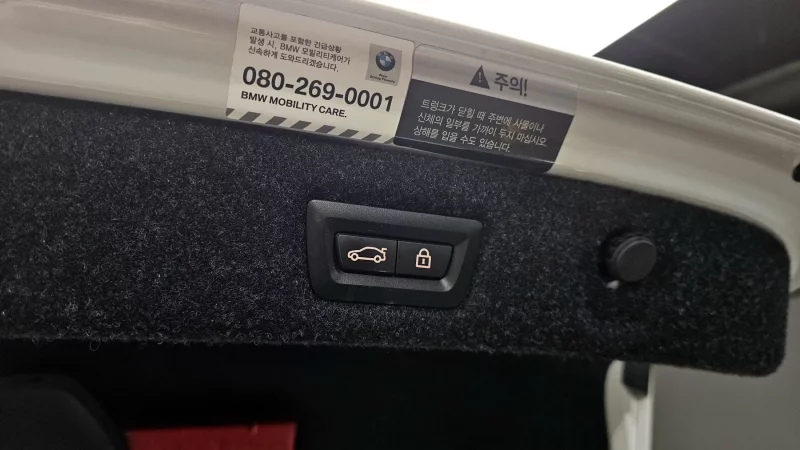 교통사고를 포함한 긴급상황
발생 시, BMW 모빌리티케어가
신속하게 도와드리겠습니다.
080-269-0001
BMW MOBILITY CARE.
주의!
트렁크가 닫힐 때 주변에 사물이나
신체의 일부를 가까이 두지 마십시오.
상해를 입을 수도 있습니다.